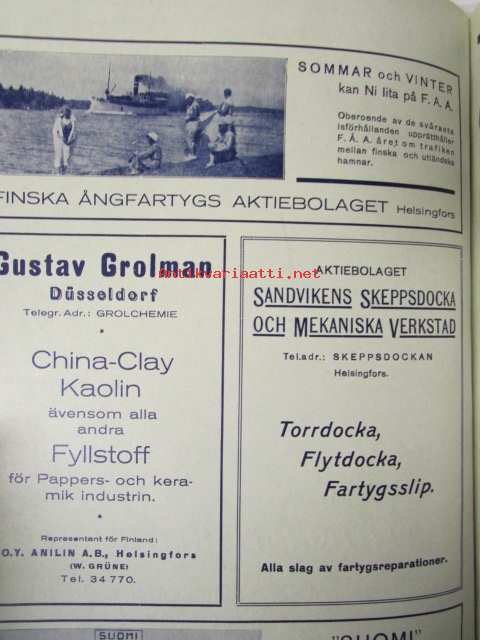 SOMMAR och VINTER
kan Ni lita på F. Å. A.
Oberoende av de svåraste
isförhållanden upprätthåller
F. Å. A. året om trafiken
mellan finska och utländska
hamnar.
FINSKA ÅNGFARTYGS AKTIEBOLAGET Helsingfors
Gustav Grolman
Düsseldorf
Telegr. Adr.: GROLCHEMIE
China-Clay
Kaolin
ävensom alla
andra
Fyllstoff
för Pappers- och kera-
mik industrin.
Representant för Finland:
O.Y. ANILIN A.B., Helsingfors
(W. GRÜNE)
Tel. 34 770.
antikvariaatti.net
AKTIEBOLAGET
SANDVIKENS SKEPPSDOCKA
OCH MEKANISKA VERKSTAD
Tel.adr.: SKEPPSDOCKAN
Helsingfors.
Torrdocka,
Flytdocka,
Fartygsslip.
Alla slag av fartygsreparationer.
SUOMI
"SUOMI"